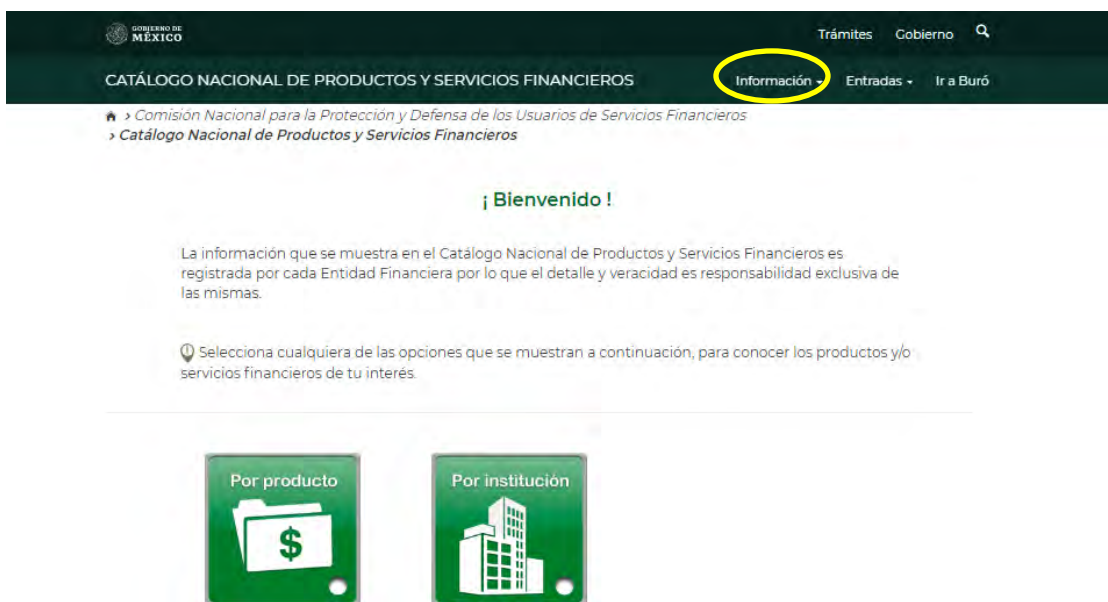 GOBIERNO DE
MÉXICO
Trámites Gobierno
CATÁLOGO NACIONAL DE PRODUCTOS Y SERVICIOS FINANCIEROS
Información Entradas Ir a Buró
› Comisión Nacional para la Protección y Defensa de los Usuarios de Servicios Financieros
› Catálogo Nacional de Productos y Servicios Financieros
¡ Bienvenido !
La información que se muestra en el Catálogo Nacional de Productos y Servicios Financieros es
registrada por cada Entidad Financiera por lo que el detalle y veracidad es responsabilidad exclusiva de
las mismas.
Selecciona cualquiera de las opciones que se muestran a continuación, para conocer los productos y/o
servicios financieros de tu interés.
Por producto
$
Por institución